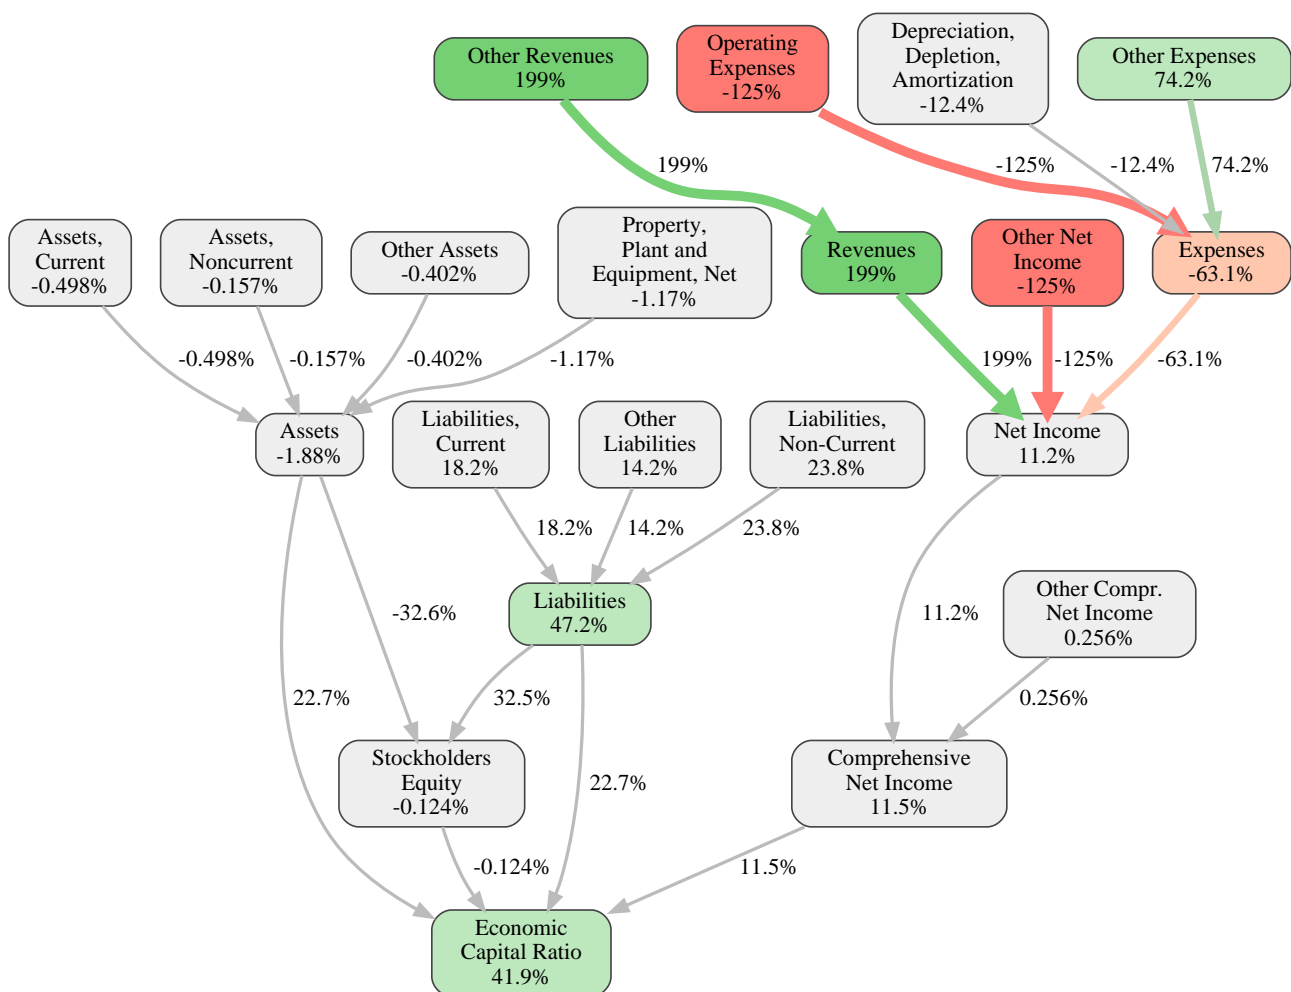 Other Revenues
199%
Operating
Expenses
-125%
Depreciation,
Depletion,
Amortization
-12.4%
Other Expenses
74.2%
199%
-125%
-12.4%
74.2%
Assets,
Current
-0.498%
Assets,
Noncurrent
-0.157%
Other Assets
-0.402%
Property,
Plant and
Equipment, Net
-1.17%
Revenues
199%
Other Net
Income
-125%
Expenses
-63.1%
-0.498%
-0.157%
-0.402%
-1.17%
199%
-125%
-63.1%
Assets
-1.88%
Liabilities,
Current
18.2%
Other
Liabilities
14.2%
Liabilities,
Non-Current
23.8%
Net Income
11.2%
18.2%
14.2%
23.8%
Liabilities
47.2%
Other Compr.
Net Income
0.256%
-32.6%
11.2%
22.7%
32.5%
0.256%
Stockholders
Equity
-0.124%
22.7%
Comprehensive
Net Income
11.5%
-0.124%
11.5%
Economic
Capital Ratio
41.9%